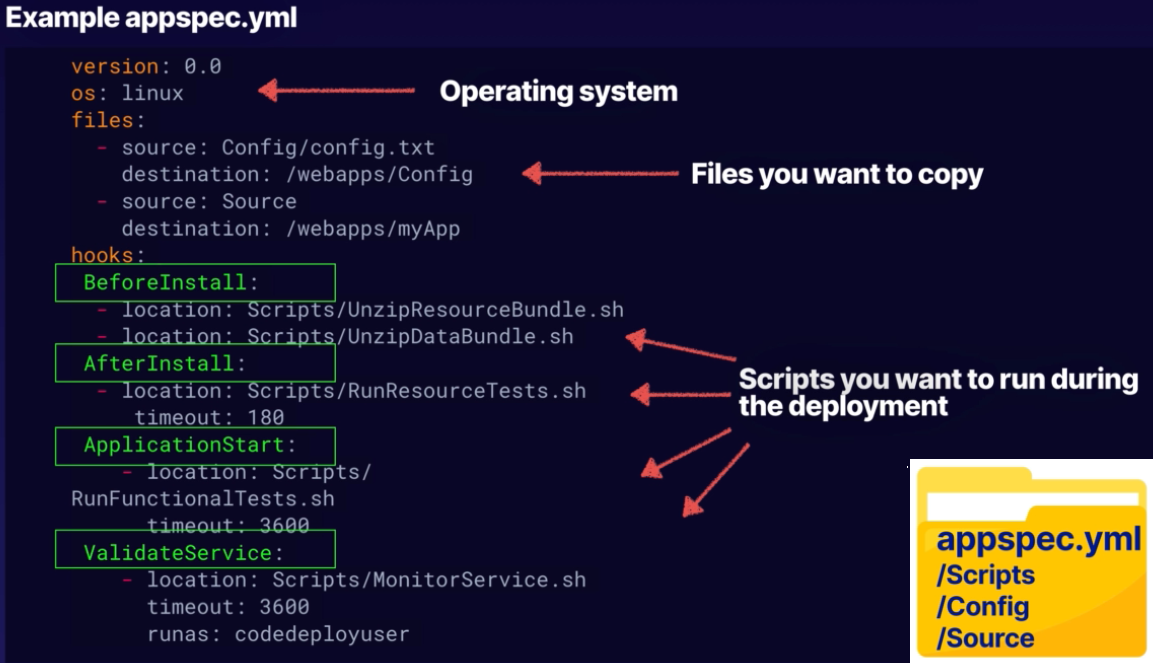 Example appspec.yml
version: 0.0
os: linux
Operating system
files:
- source: Config/config.txt
destination: /webapps/Config
Files you want to copy
- source: Source
destination: /webapps/myApp
hooks:
BeforeInstall:
- location: Scripts/UnzipResourceBundle.sh
- location: Scripts/UnzipDataBundle.sh
AfterInstall:
- location: Scripts/RunResourceTests.sh
timeout: 180
Scripts you want to run during
the deployment
ApplicationStart:
- location: Scripts/
RunFunctionalTests.sh
timeout: 3600
ValidateService:
- location: Scripts/MonitorService.sh
timeout: 3600
runas: codedeployuser
appspec.yml
/Scripts
/Config
/Source